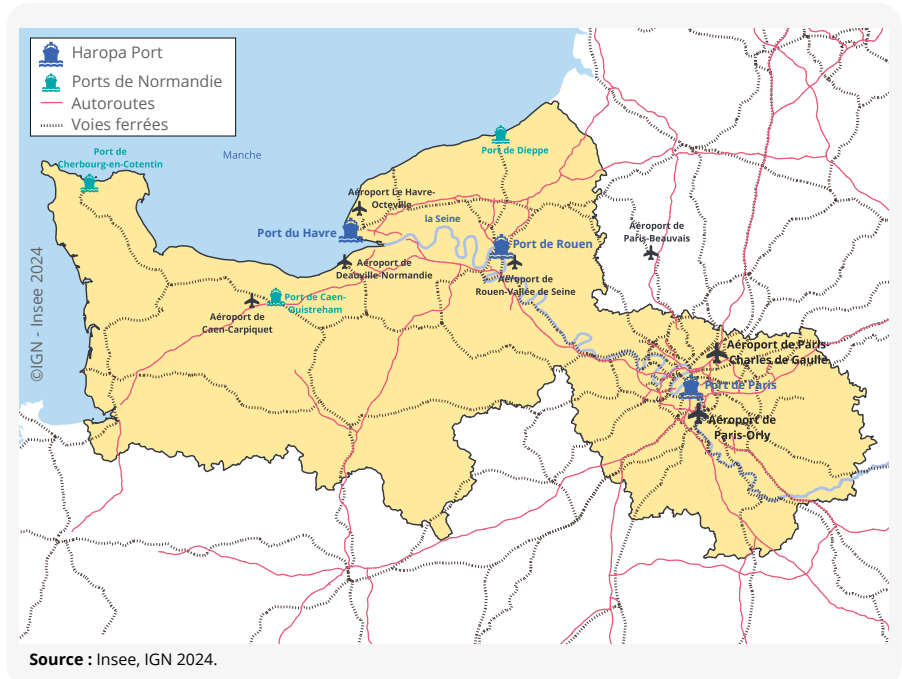 Haropa Port
Ports de Normandie
Autoroutes
Voies ferrées
Port de
Cherbourg-en-Cotentin
Manche
Port de Dieppe
Aéroport Le Havre-
Octeville
la Seine
Port du Havre
Port de Rouen
Aéroport de
Paris-Beauvais
Aéroport de
Deauville-Normandie
Aéroport de
Rouen-Vallée de Seine
Port de Caen-
Ouistreham
Aéroport de
Caen-Carpiquet
Aéroport de Paris-
Charles de Gaulle
Port de Paris
Aéroport de
Paris-Orly
©IGN - Insee 2024
Source : Insee, IGN 2024.